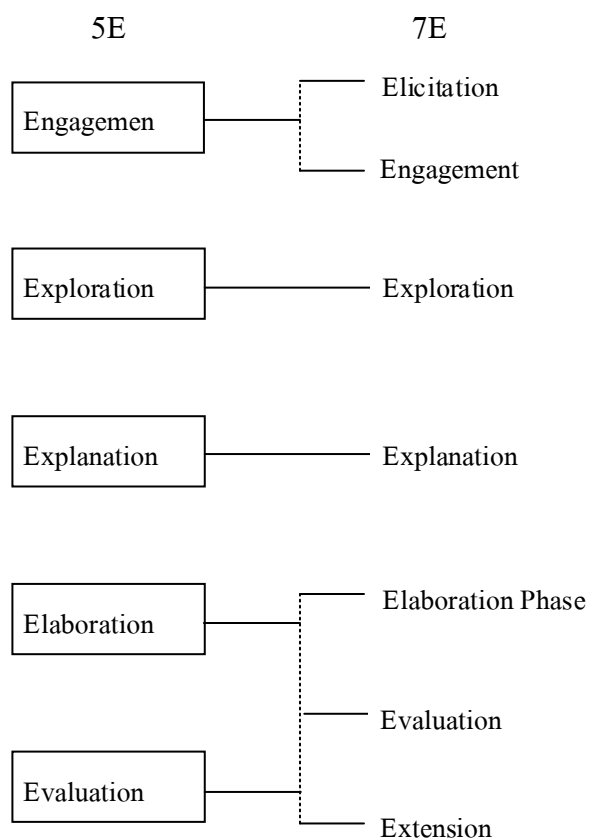 5E 7E
Elicitation
Engagemen
Engagement
Exploration Exploration
Explanation Explanation
Elaboration Phase
Elaboration
Evaluation
Evaluation
Extension